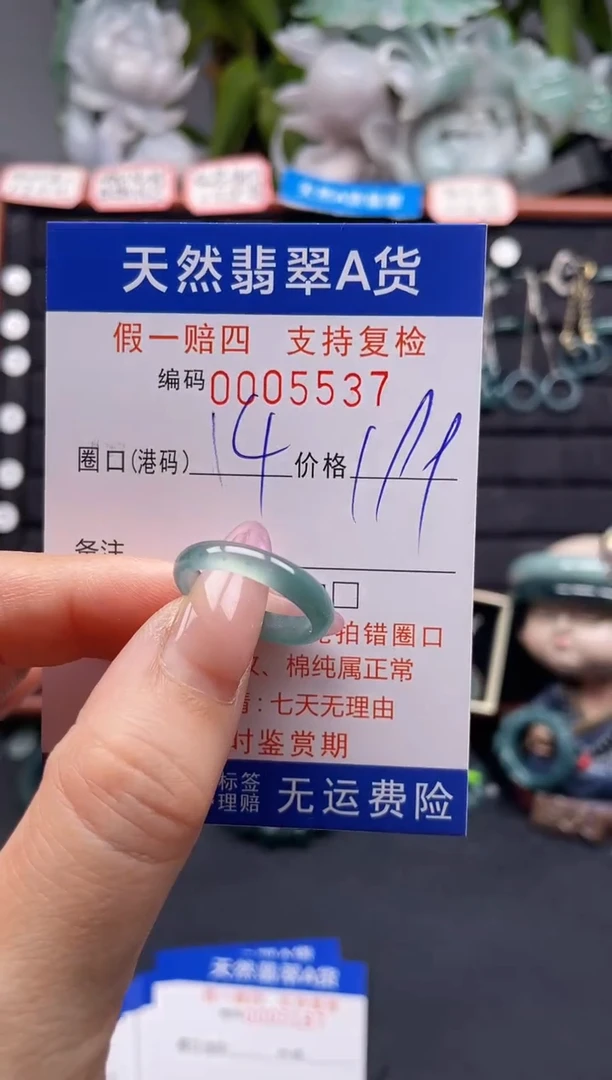 天然翡翠A货
假一赔四 支持复检
编码0005537
圈口(港码) 14 价格 111
备注
拍错圈口
、棉纯属正常
:七天无理由
时鉴赏期
标签
理赔 无运费险
天然翡翠A货